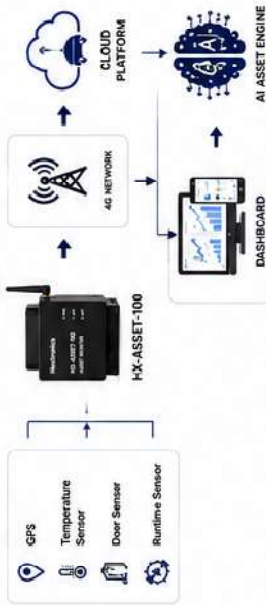 GPS
Temperature
Sensor
Door Sensor
Runtime Sensor
HX-ASSET-100
4G NETWORK
CLOUD
PLATFORM
DASHBOARD
AI ASSET ENGINE